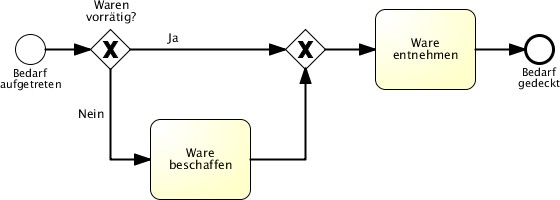 Waren
vorrätig?
Ja
Ware
entnehmen
Bedarf
aufgetreten
Bedarf
gedeckt
Nein
Ware
beschaffen